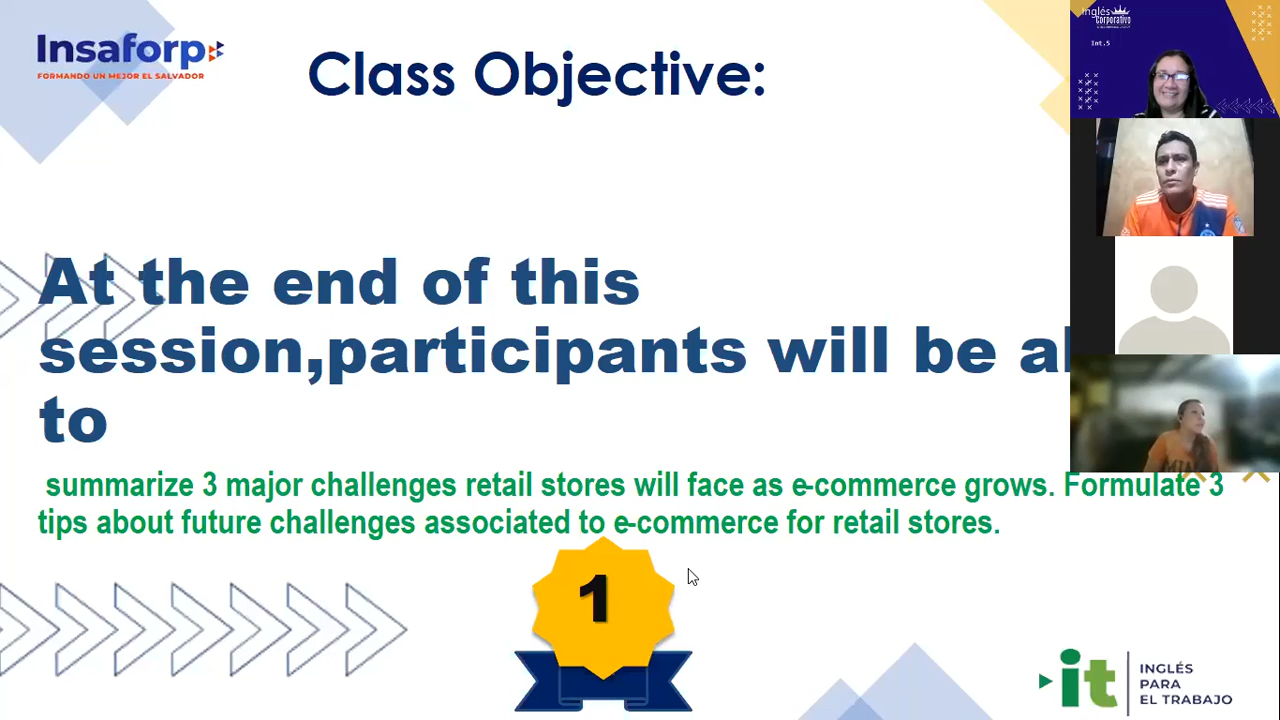 Insaforp
FORMANDO UN MEJOR EL SALVADOR
Class Objective:
Inglés
Corporativo
Int.5
At the end of this
session,participants will be a
to
summarize 3 major challenges retail stores will face as e-commerce grows. Formulate 3
tips about future challenges associated to e-commerce for retail stores.
1
it
INGLÉS
PARA
EL TRABAJO